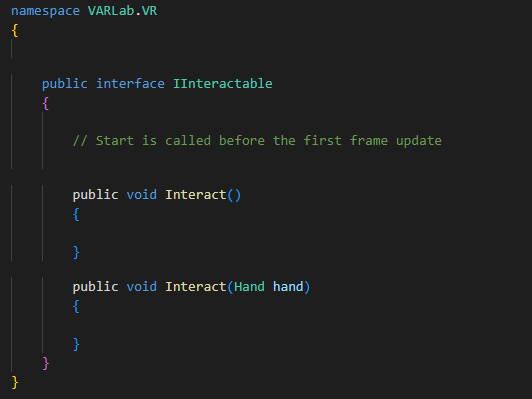 namespace VARLab.VR
{
public interface IInteractable
{
// Start is called before the first frame update
public void Interact()
{
}
public void Interact(Hand hand)
{
}
}
}